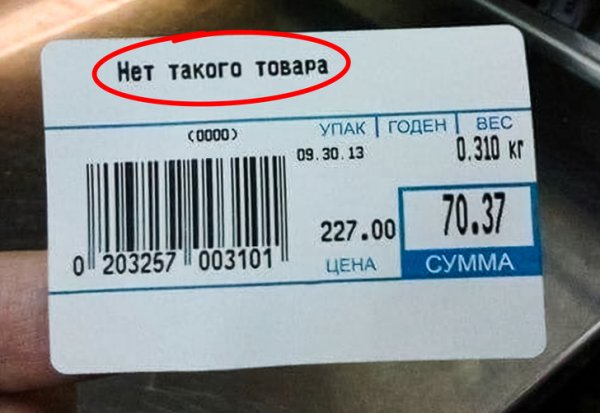 Нет такого товара
(0000)
УПАК | ГОДЕН | ВЕС
09.30.13
0.310 кг
0 203257 003101
227.00
ЦЕНА
70.37
СУММА